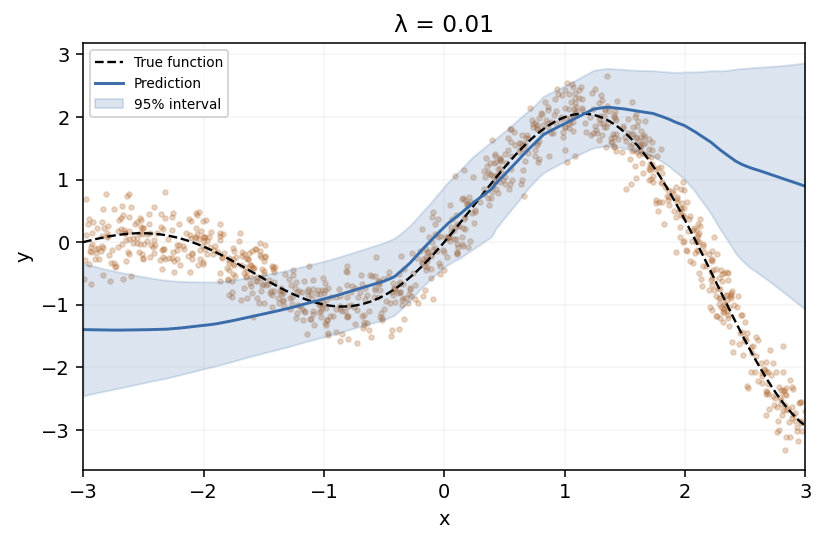 λ = 0.01
True function
Prediction
95% interval
3
2
1
0
−1
−2
−3
y
−3 −2 −1 0 1 2 3
x